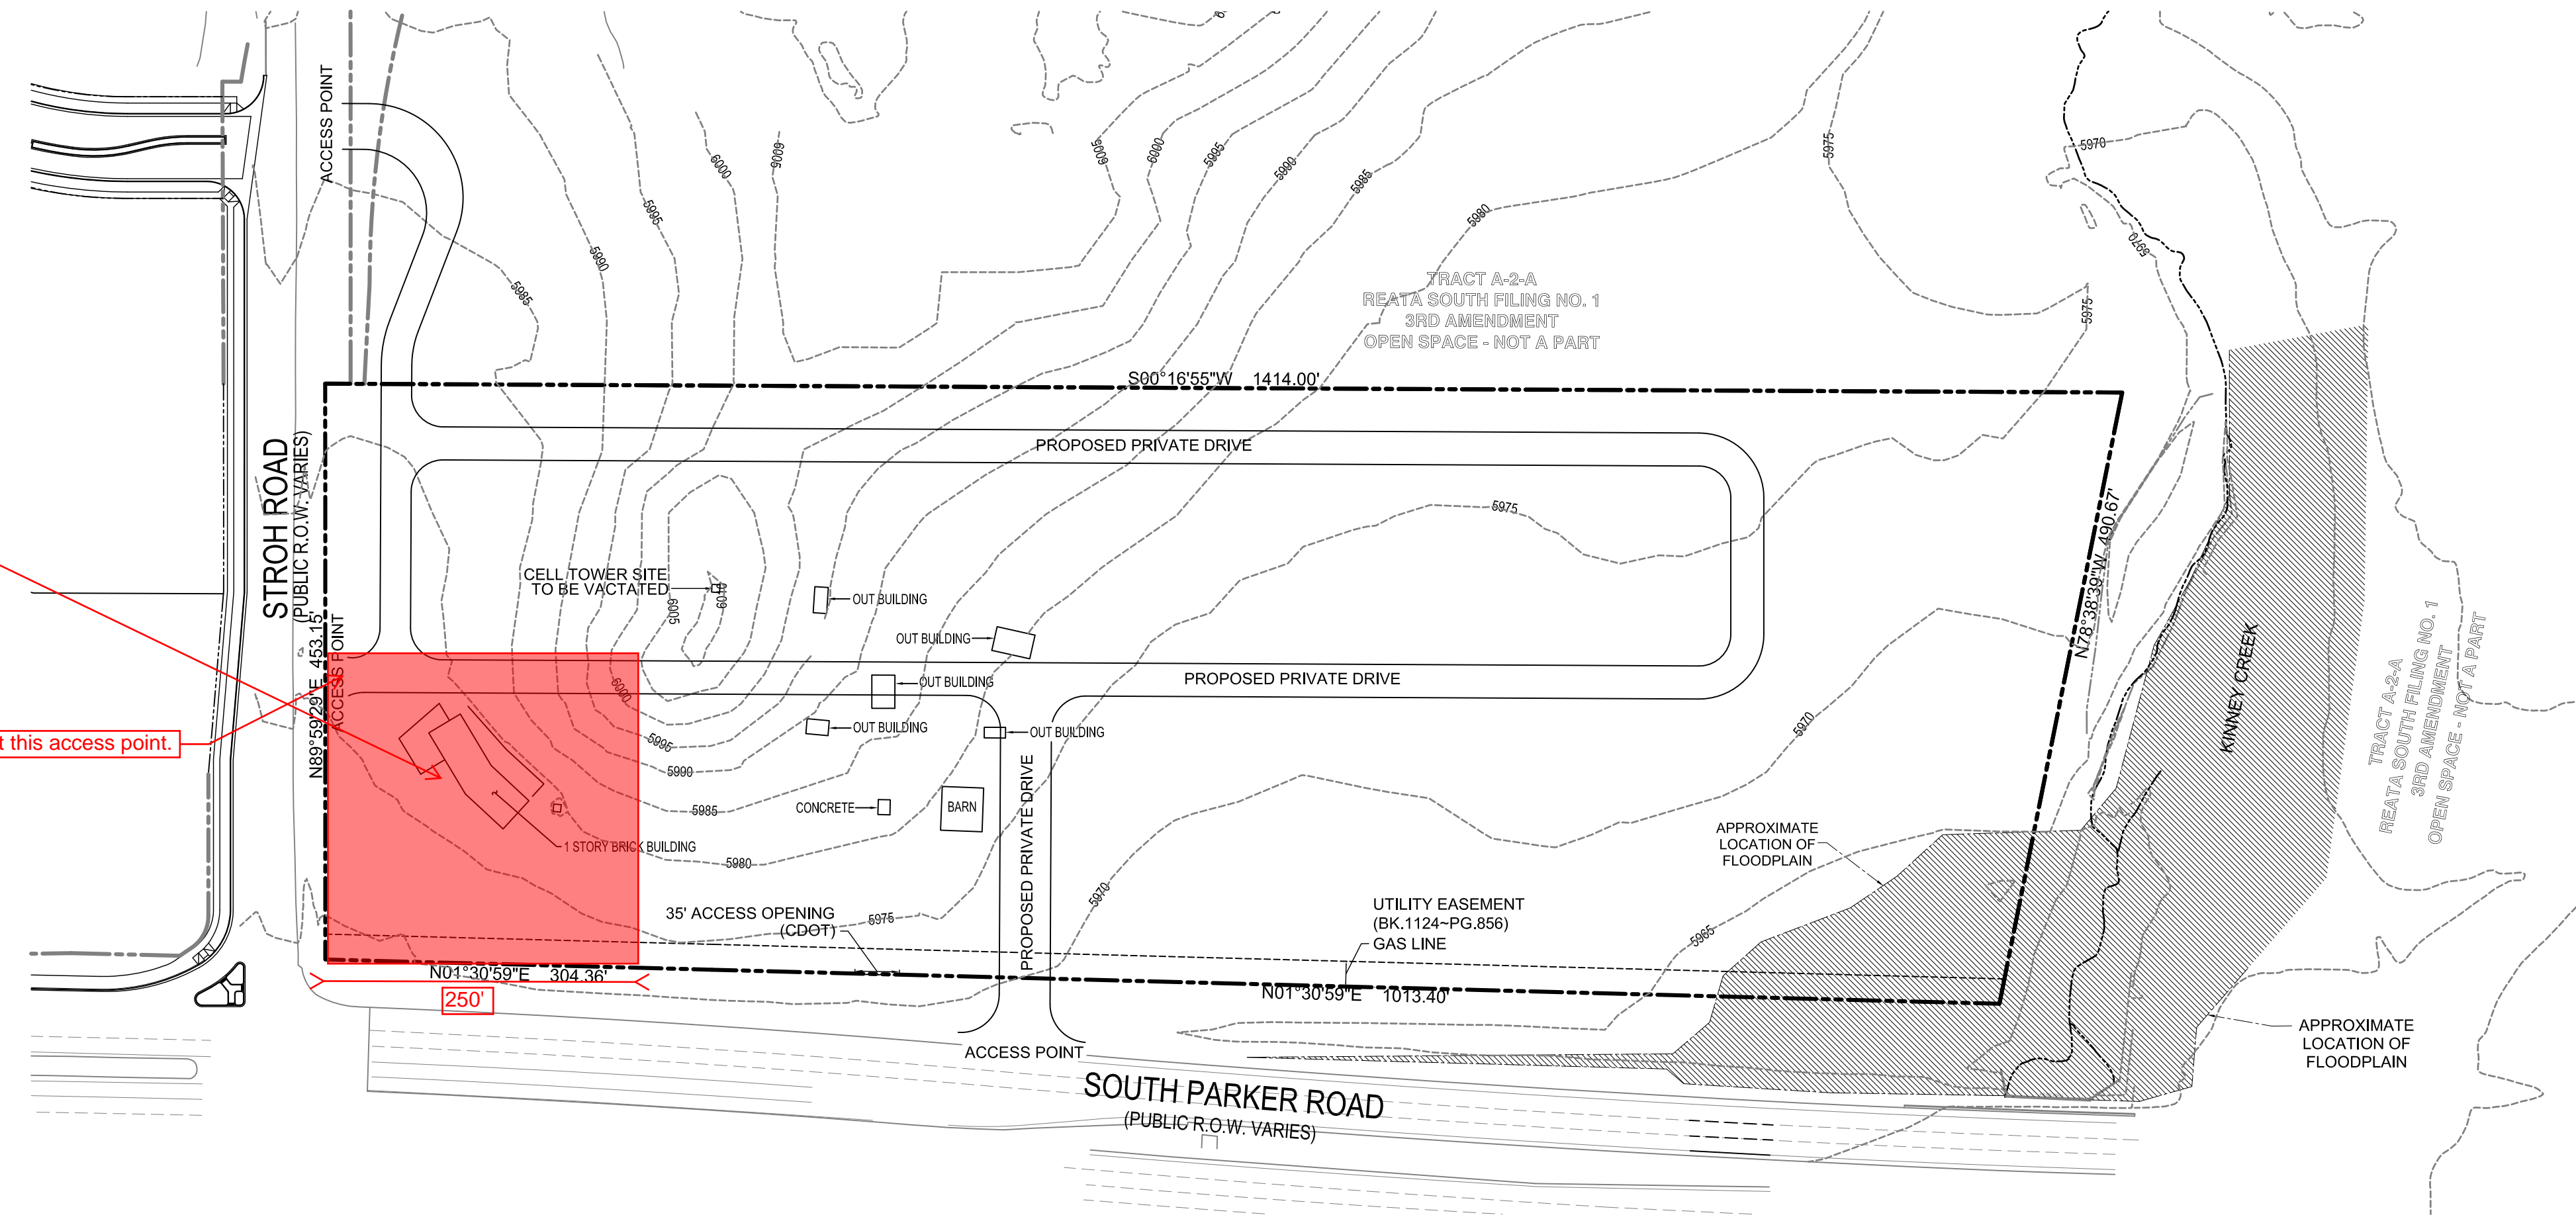 ACCESS POINT
6005
6000
5995
5990
5985
6005
6000
5995
5990
5985
5980
5975
5970
5970
5975
TRACT A-2-A
REATA SOUTH FILING NO. 1
3RD AMENDMENT
OPEN SPACE - NOT A PART
S00°16'55"W 1414.00'
PROPOSED PRIVATE DRIVE
STROH ROAD
(PUBLIC R.O.W. VARIES)
N89°59'29"E 453.15'
ACCESS POINT
5975
N78°38'39"W 490.67'
CELL TOWER SITE
TO BE VACTATED
6005
6010
OUT BUILDING
OUT BUILDING
OUT BUILDING
OUT BUILDING
OUT BUILDING
PROPOSED PRIVATE DRIVE
6000
5995
5990
5985
5980
5975
5970
5970
5965
t this access point.
1 STORY BRICK BUILDING
CONCRETE
BARN
PROPOSED PRIVATE DRIVE
35' ACCESS OPENING
(CDOT)
UTILITY EASEMENT
(BK.1124~PG.856)
GAS LINE
APPROXIMATE
LOCATION OF
FLOODPLAIN
KINNEY CREEK
TRACT A-2-A
REATA SOUTH FILING NO. 1
3RD AMENDMENT
OPEN SPACE - NOT A PART
N01°30'59"E 304.36'
250'
N01°30'59"E 1013.40'
ACCESS POINT
SOUTH PARKER ROAD
(PUBLIC R.O.W. VARIES)
APPROXIMATE
LOCATION OF
FLOODPLAIN